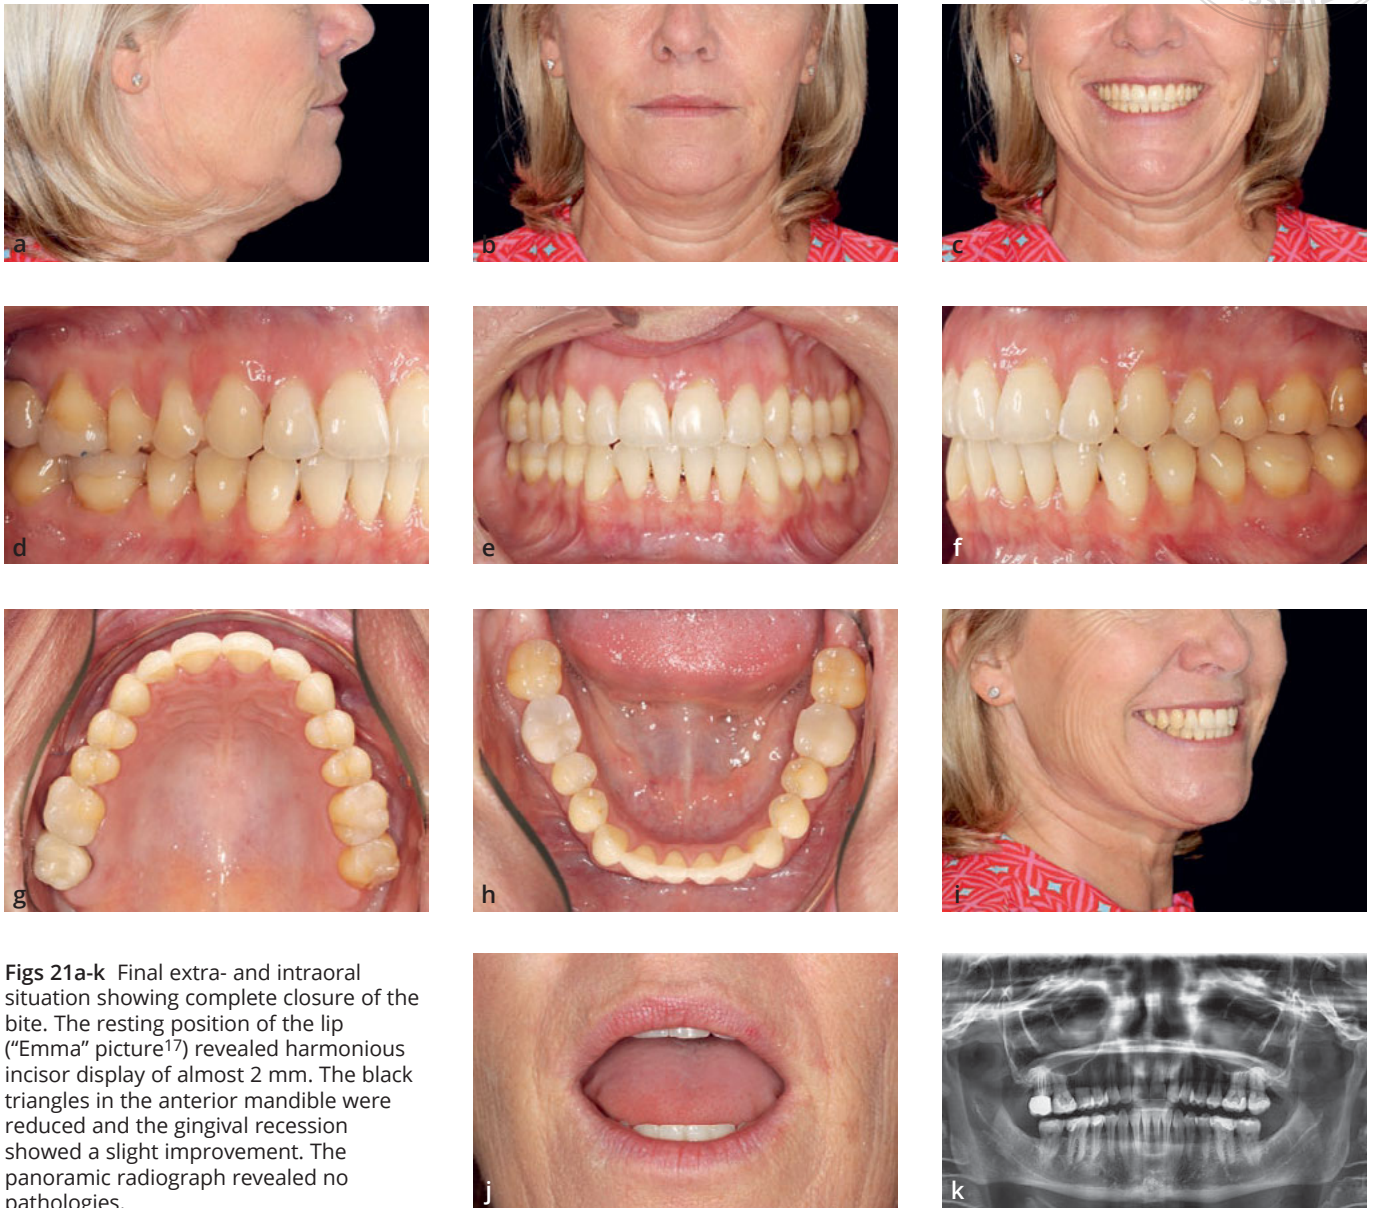 a
b
c
d
e
f
g
h
i
Figs 21a-k Final extra- and intraoral
situation showing complete closure of the
bite. The resting position of the lip
(“Emma” picture17) revealed harmonious
incisor display of almost 2 mm. The black
triangles in the anterior mandible were
reduced and the gingival recession
showed a slight improvement. The
panoramic radiograph revealed no
pathologies.
j
k